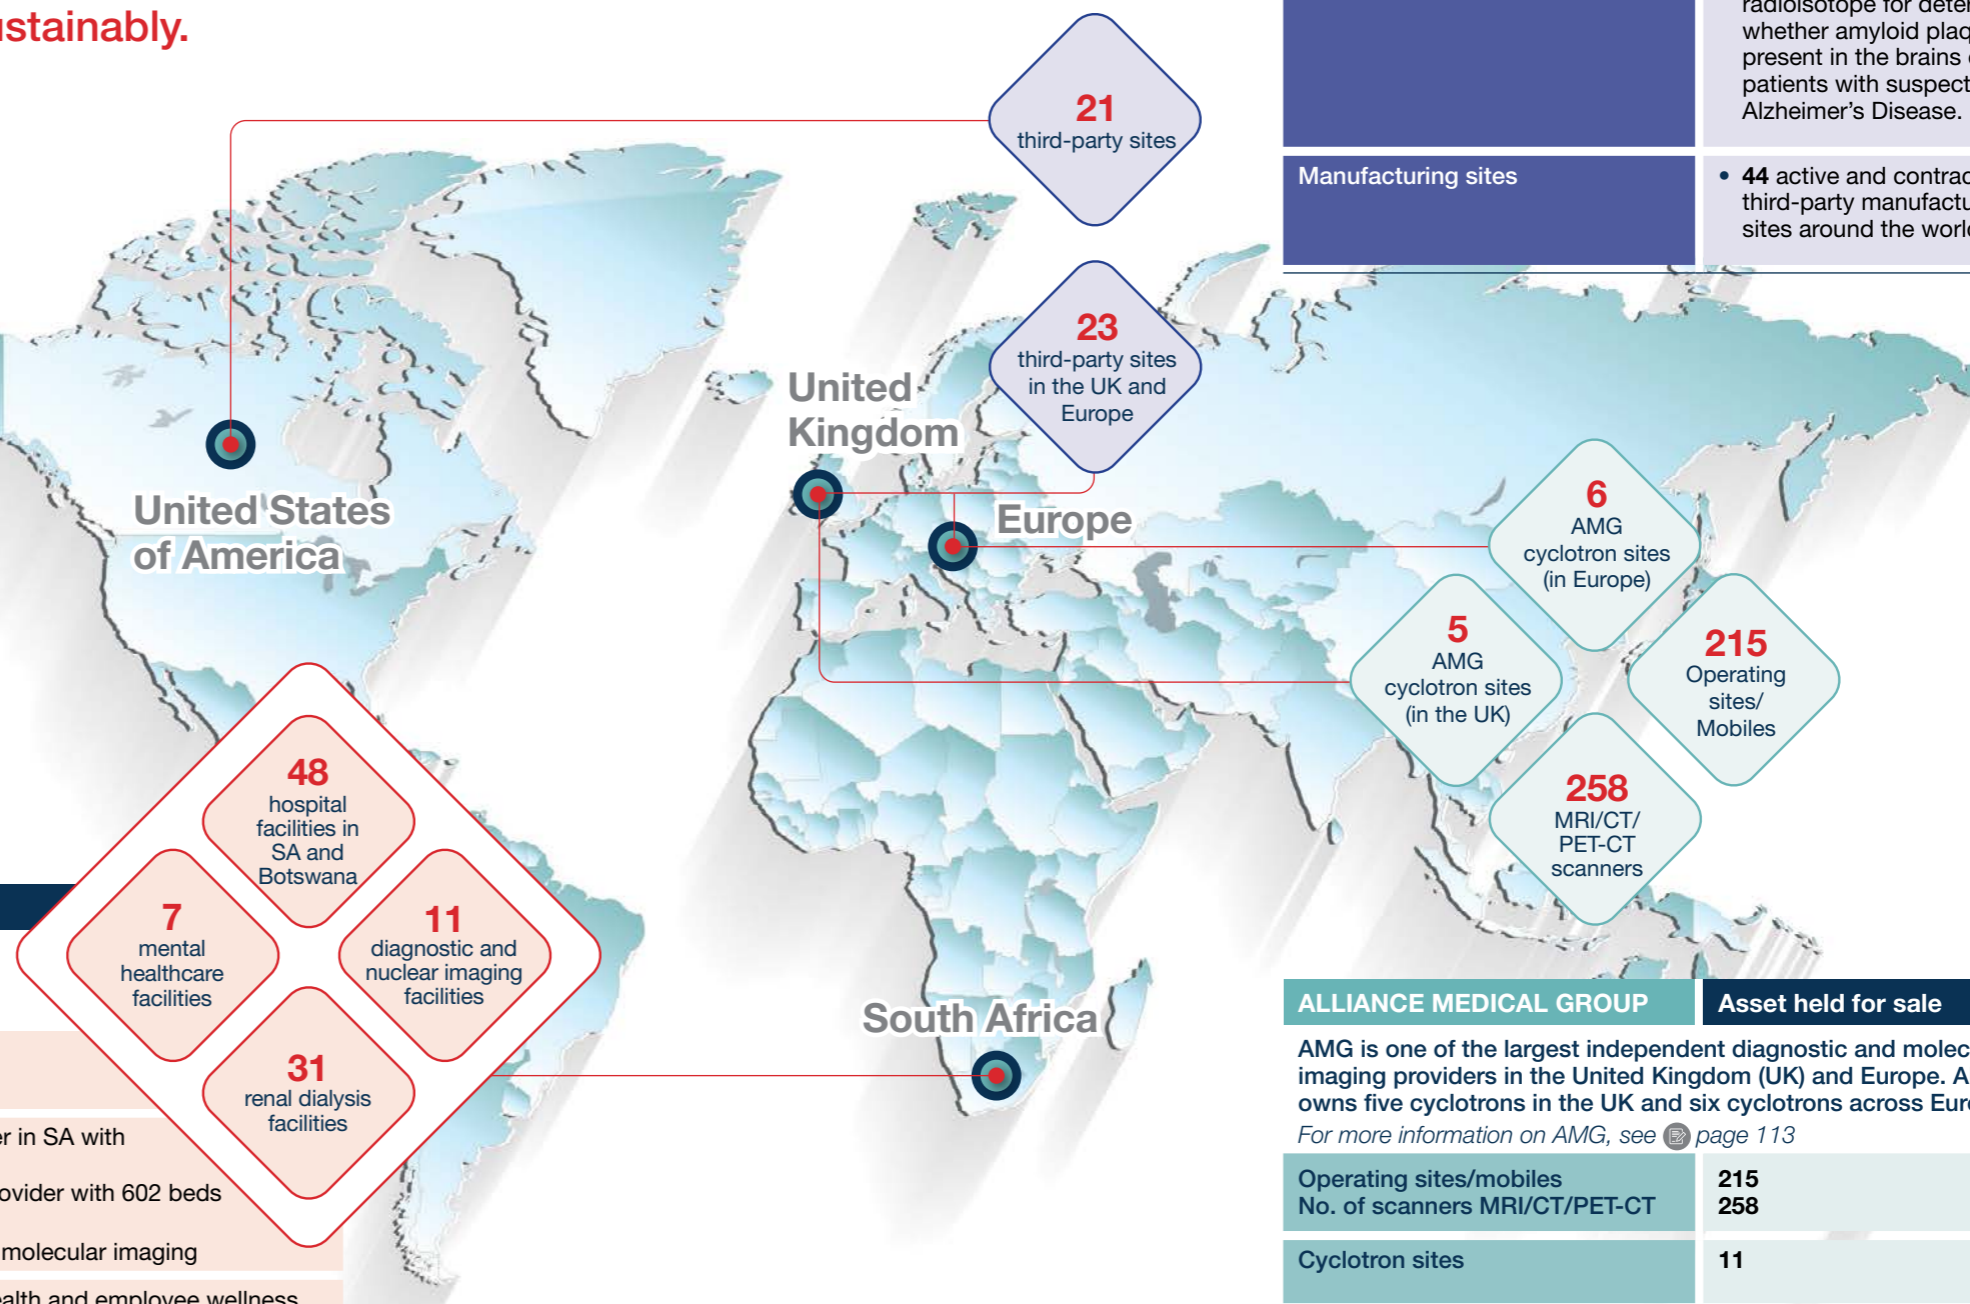 ustainably.
21
third-party sites
23
third-party sites
in the UK and
Europe
United
Kingdom
Europe
United States
of America
6
AMG
cyclotron sites
(in Europe)
5
AMG
cyclotron sites
(in the UK)
215
Operating
sites/
Mobiles
258
MRI/CT/
PET-CT
scanners
48
hospital
facilities in
SA and
Botswana
7
mental
healthcare
facilities
11
diagnostic and
nuclear imaging
facilities
31
renal dialysis
facilities
South Africa
er in SA with
ovider with 602 beds
molecular imaging
ealth and employee wellness
radioisotope for deter
whether amyloid plaq
present in the brains
patients with suspect
Alzheimer's Disease.
Manufacturing sites
• 44 active and contrac
third-party manufactu
sites around the world
ALLIANCE MEDICAL GROUP
Asset held for sale
AMG is one of the largest independent diagnostic and molec
imaging providers in the United Kingdom (UK) and Europe. A
owns five cyclotrons in the UK and six cyclotrons across Euro
For more information on AMG, see page 113
Operating sites/mobiles 215
No. of scanners MRI/CT/PET-CT 258
Cyclotron sites 11